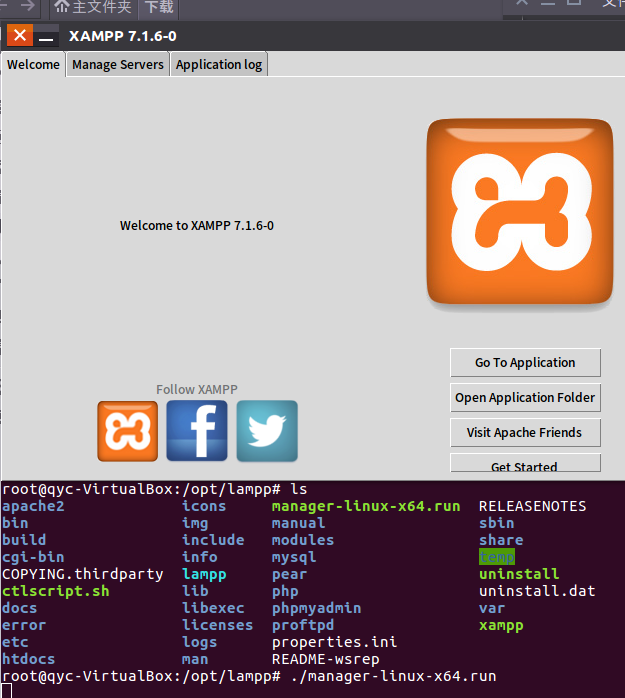 主文件夹 下载
XAMPP 7.1.6-0
Welcome Manage Servers Application log
Welcome to XAMPP 7.1.6-0
Go To Application
Follow XAMPP
Open Application Folder
Visit Apache Friends
Get Started
root@qyc-VirtualBox:/opt/lampp# ls
apache2 icons manager-linux-x64.run RELEASENOTES
bin img manual sbin
build include modules share
cgi-bin info mysql temp
COPYING.thirdparty lampp pear uninstall
ctlscript.sh lib php uninstall.dat
docs libexec phpmyadmin var
error licenses proftpd xampp
etc logs properties.ini
htdocs man README-wsrep
root@qyc-VirtualBox:/opt/lampp# ./manager-linux-x64.run